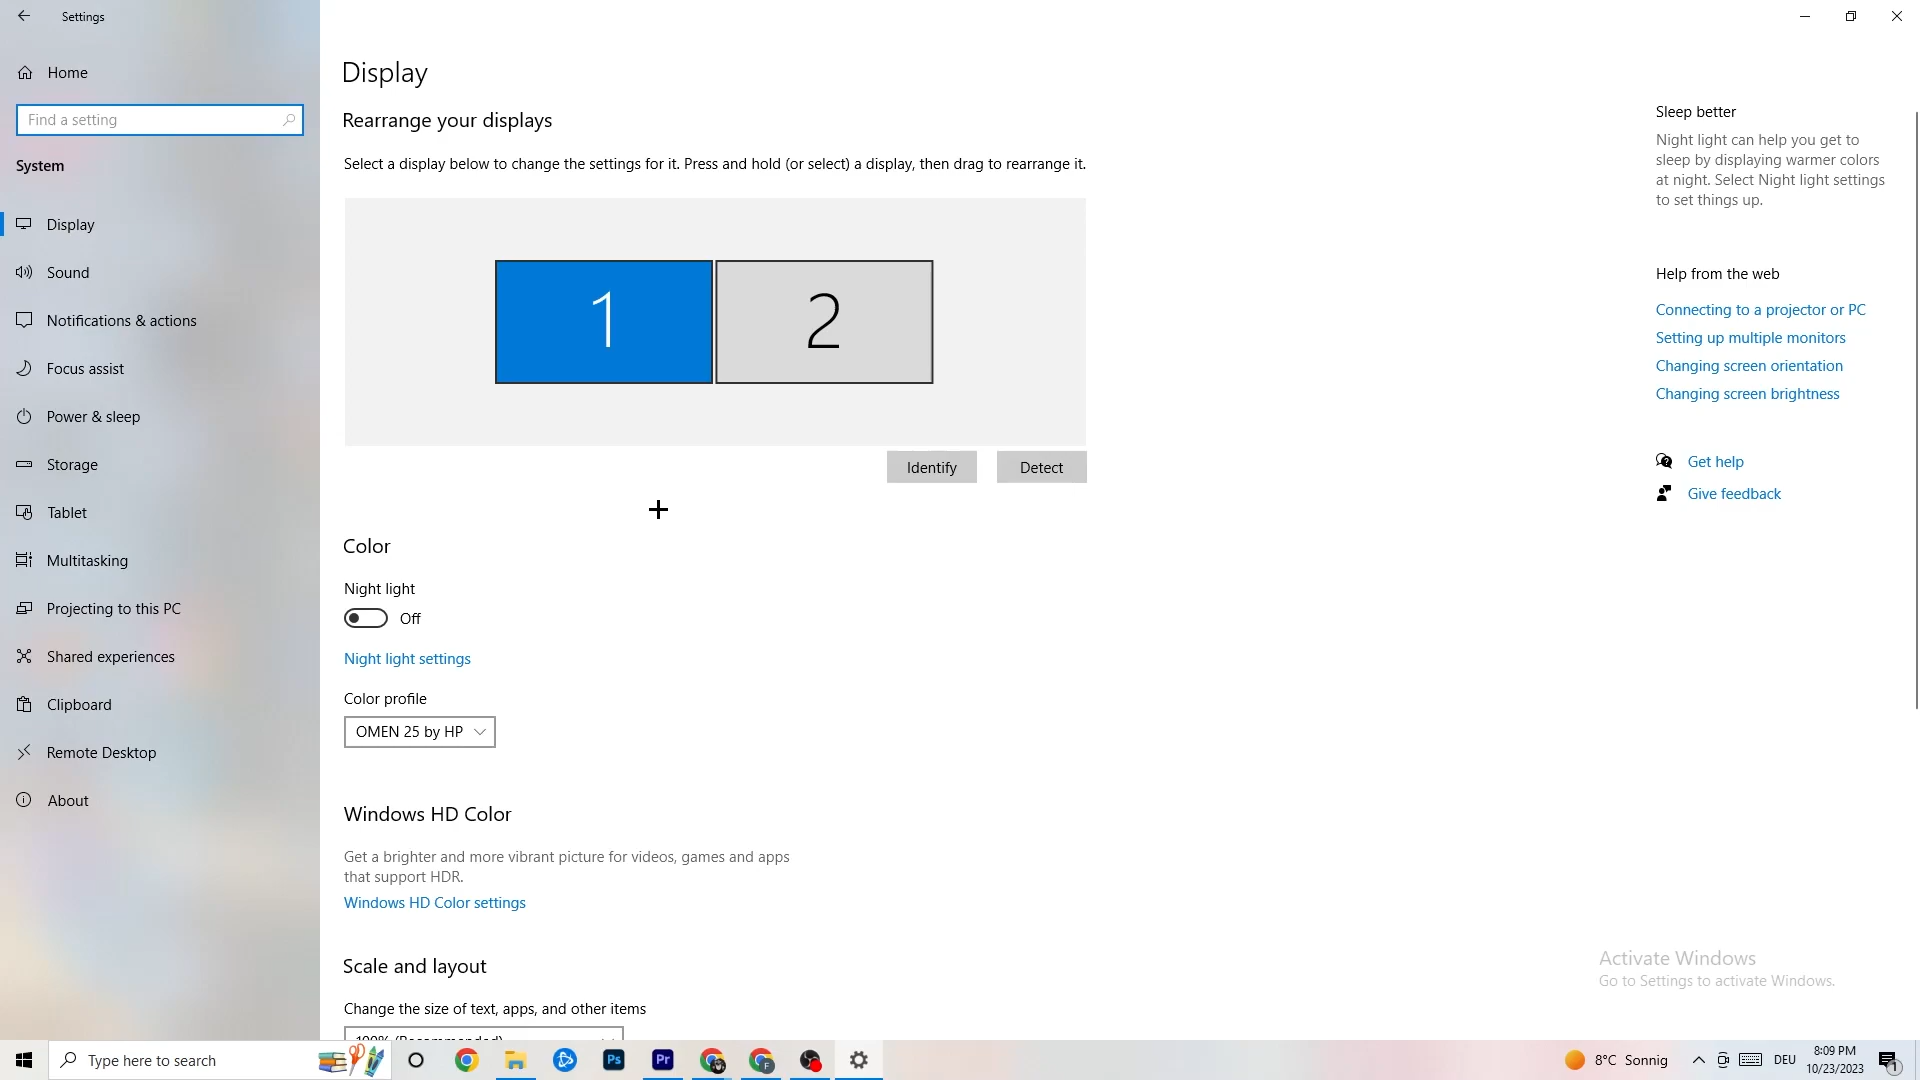 Settings
Home
Find a setting
System
Display
Sound
Notifications & actions
Focus assist
Power & sleep
Storage
Tablet
Multitasking
Projecting to this PC
Shared experiences
Clipboard
Remote Desktop
About
Display
Rearrange your displays
Select a display below to change the settings for it. Press and hold (or select) a display, then drag to rearrange it.
1
2
Identify
Detect
Color
Night light
Off
Night light settings
Color profile
OMEN 25 by HP
Windows HD Color
Get a brighter and more vibrant picture for videos, games and apps
that support HDR.
Windows HD Color settings
Scale and layout
Change the size of text, apps, and other items
100% (Recommended)
Sleep better
Night light can help you get to
sleep by displaying warmer colors
at night. Select Night light settings
to set things up.
Help from the web
Connecting to a projector or PC
Setting up multiple monitors
Changing screen orientation
Changing screen brightness
Get help
Give feedback
Activate Windows
Go to Settings to activate Windows.
Type here to search
Ps
Pr
F
8°C Sonnig
DEU
8:09 PM
10/23/2023
1